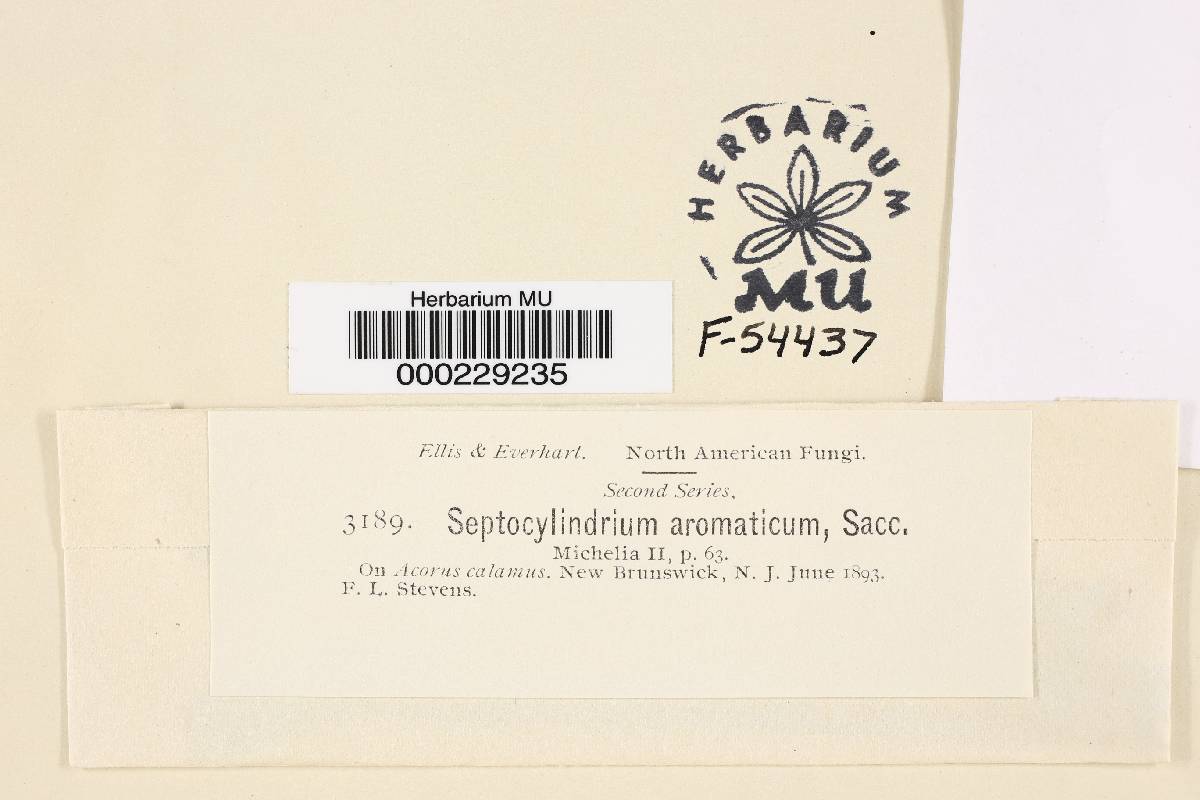 HERBARIUM
MU
F-54437
Herbarium MU
000229235
Ellis & Everhart. North American Fungi.
Second Series,
3189. Septocylindrium aromaticum, Sacc.
Michelia II, p. 63.
On Acorus calamus. New Brunswick, N. J. June 1893.
F. L. Stevens.